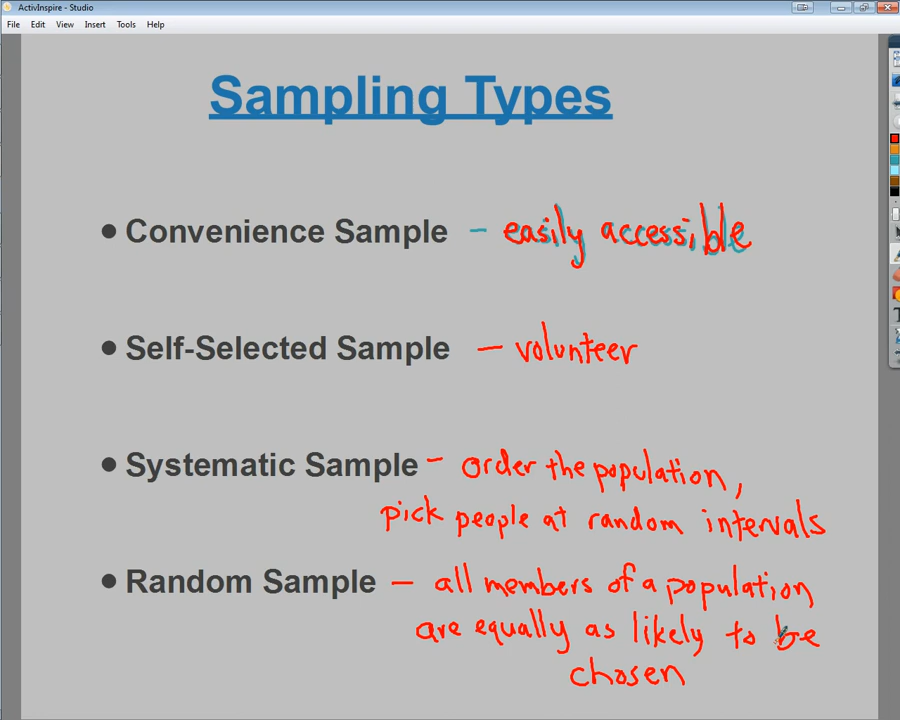 ActivInspire - Studio
File Edit View Insert Tools Help
Sampling Types
• Convenience Sample - easily accessible
• Self-Selected Sample - volunteer
• Systematic Sample - order the population,
pick people at random intervals
• Random Sample - all members of a population
are equally as likely to be
chosen